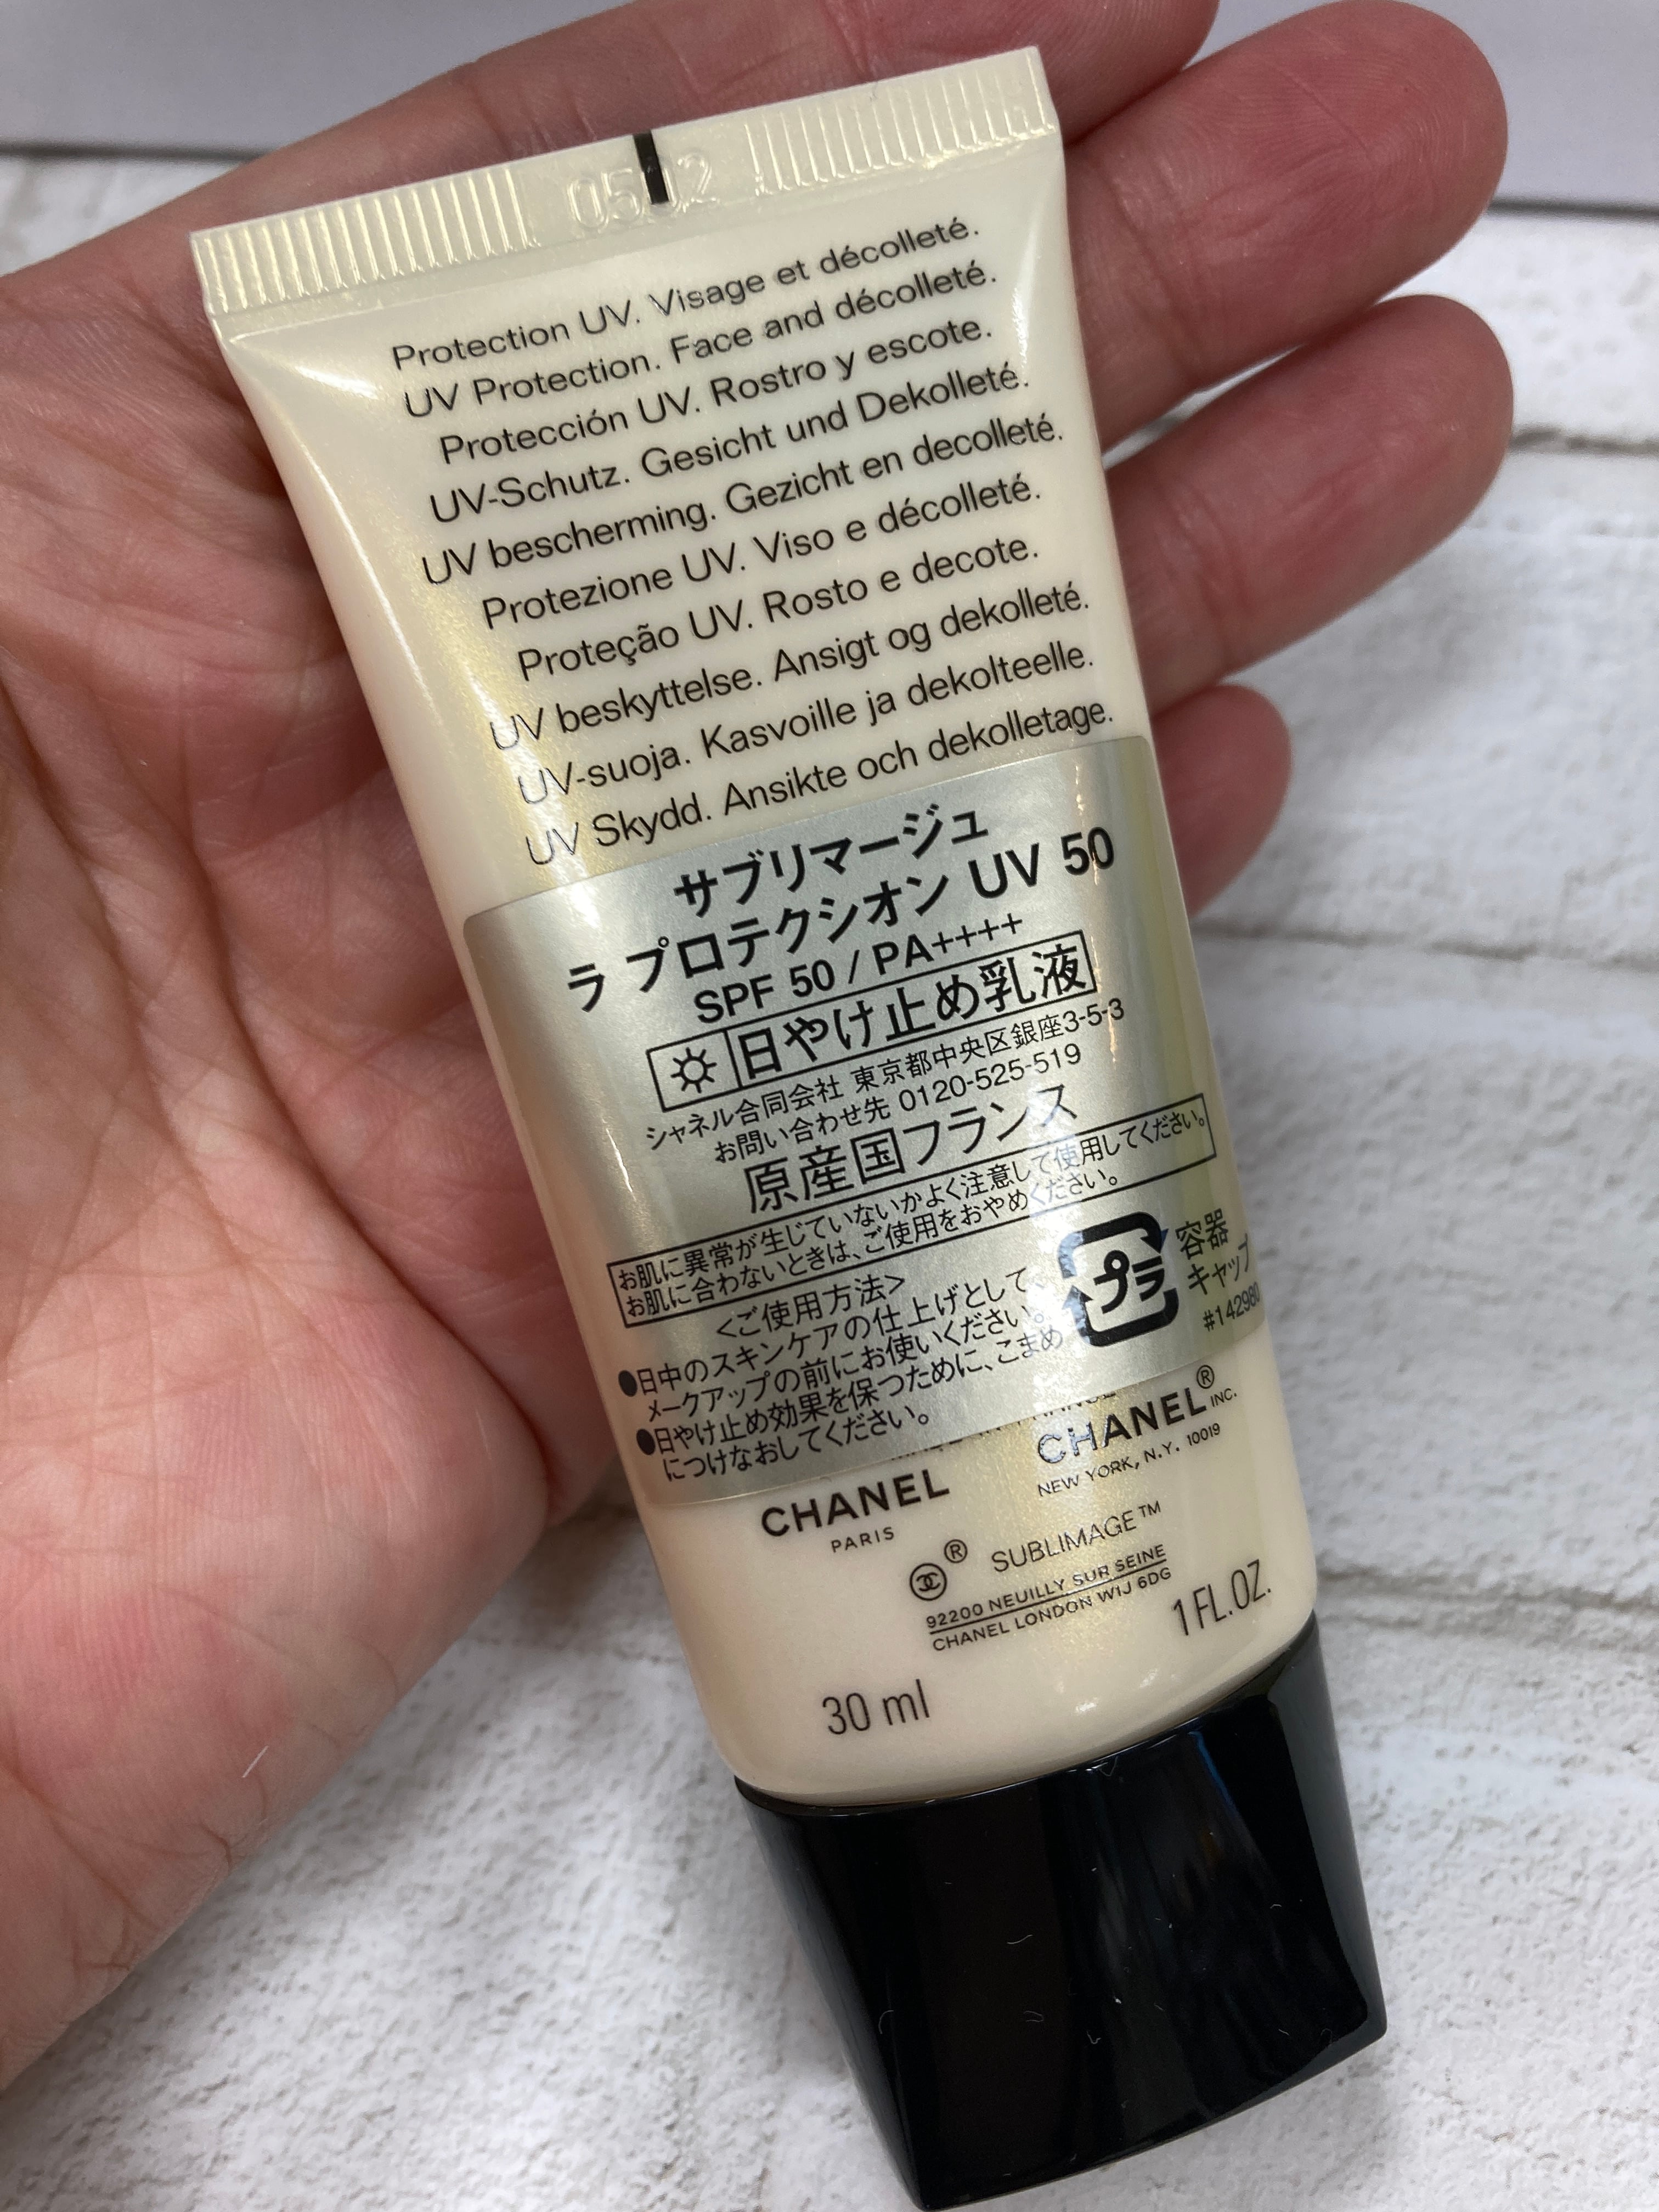 0502
Protection UV. Visage et décolleté.
UV Protection. Face and décolleté.
Protección UV. Rostro y escote.
UV-Schutz. Gesicht und Dekolleté.
UV bescherming. Gezicht en decolleté.
Protezione UV. Viso e décolleté.
Proteção UV. Rosto e decote.
UV beskyttelse. Ansigt og dekolleté.
UV-suoja. Kasvoille ja dekolteelle.
UV Skydd. Ansikte och dekolletage.
サブリマージュ
ラ プロテクシオン UV 50
SPF 50 / PA++++
日やけ止め乳液
シャネル合同会社 東京都中央区銀座3-5-3
お問い合わせ先 0120-525-519
原産国フランス
お肌に異常が生じていないかよく注意して使用してください。
お肌に合わないときは、ご使用をおやめください。
<ご使用方法>
●日中のスキンケアの仕上げとして、
メークアップの前にお使いください。
●日やけ止め効果を保つために、こまめ
につけなおしてください。
プラ
容器
キャップ
#142980
CHANEL
PARIS
CHANEL® INC.
NEW YORK, N.Y. 10019
® SUBLIMAGE™
92200 NEUILLY SUR SEINE
CHANEL LONDON W1J 6DG
30 ml
1 FL.OZ.